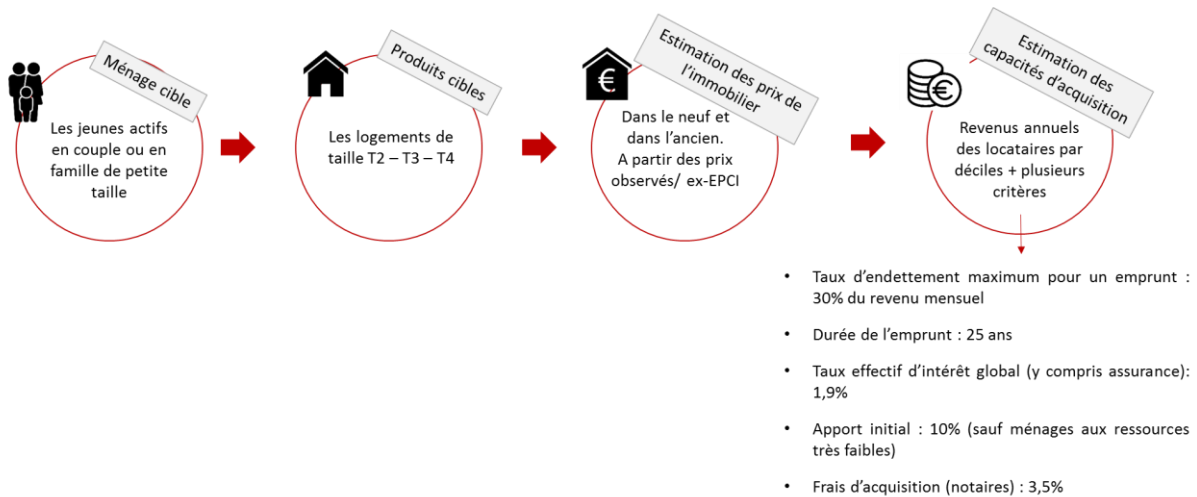 Ménage cible
Les jeunes actifs
en couple ou en
famille de petite
taille
Produits cibles
Les logements de
taille T2 – T3 – T4
Estimation des prix de
l'immobilier
Dans le neuf et
dans l'ancien.
A partir des prix
observés/ ex-EPCI
Estimation des
capacités d'acquisition
Revenus annuels
des locataires par
déciles + plusieurs
critères
• Taux d'endettement maximum pour un emprunt :
30% du revenu mensuel
• Durée de l'emprunt : 25 ans
• Taux effectif d'intérêt global (y compris assurance):
1,9%
• Apport initial : 10% (sauf ménages aux ressources
très faibles)
• Frais d'acquisition (notaires) : 3,5%